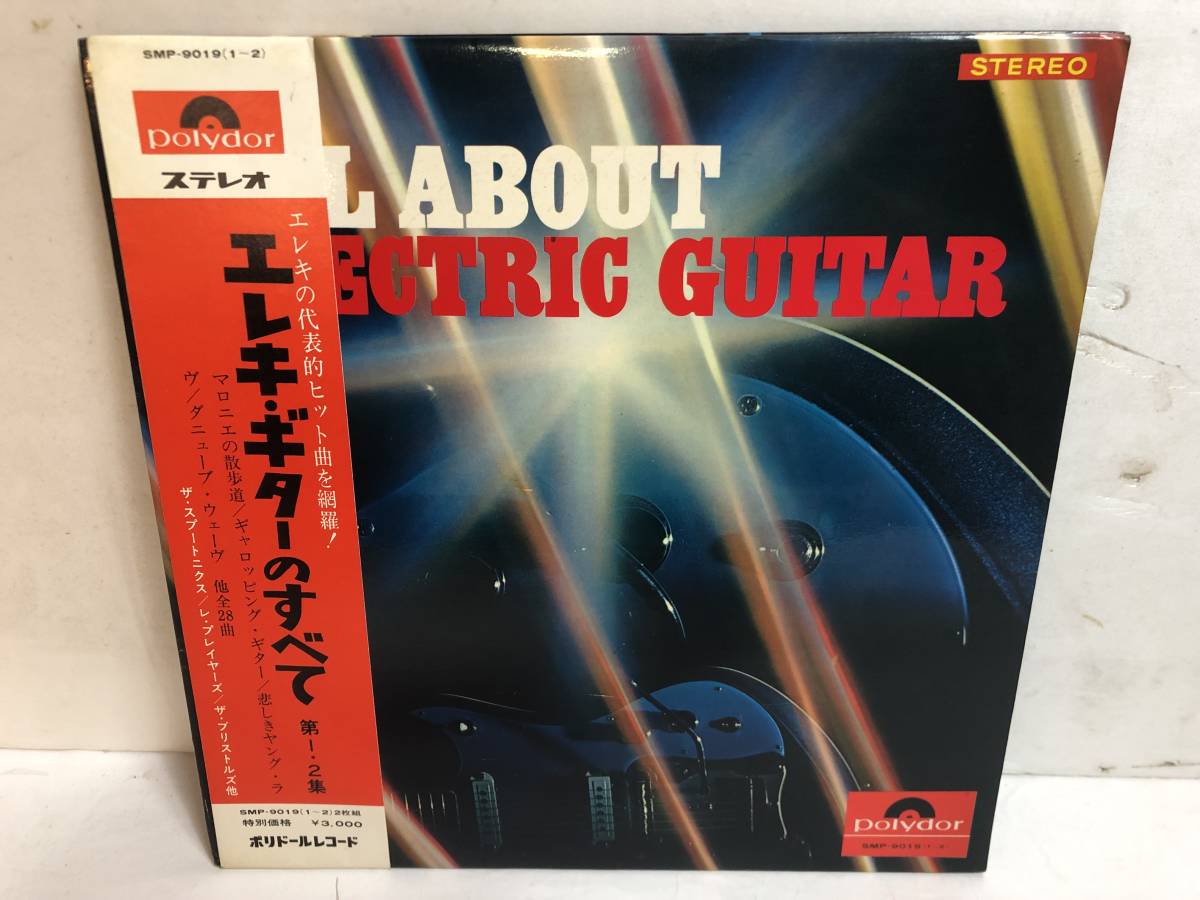 SMP-9019(1~2)
polydor
ステレオ
エレキの代表的ヒット曲を網羅!
エレキ・ギターのすべて 第1・2集
マロニエの散歩道/ギャロッピング・ギター/悲しきヤング・ラ
ヴ/ダニューブ・ウェーヴ 他全28曲
ザ・スプートニクス/レ・プレイヤーズ/ザ・ブリストルズ他
SMP-9019(1~2)2枚組
特別価格 ¥3,000
ポリドールレコード
STEREO
L ABOUT
ECTRIC GUITAR
polydor
SMP-9019(1~2)